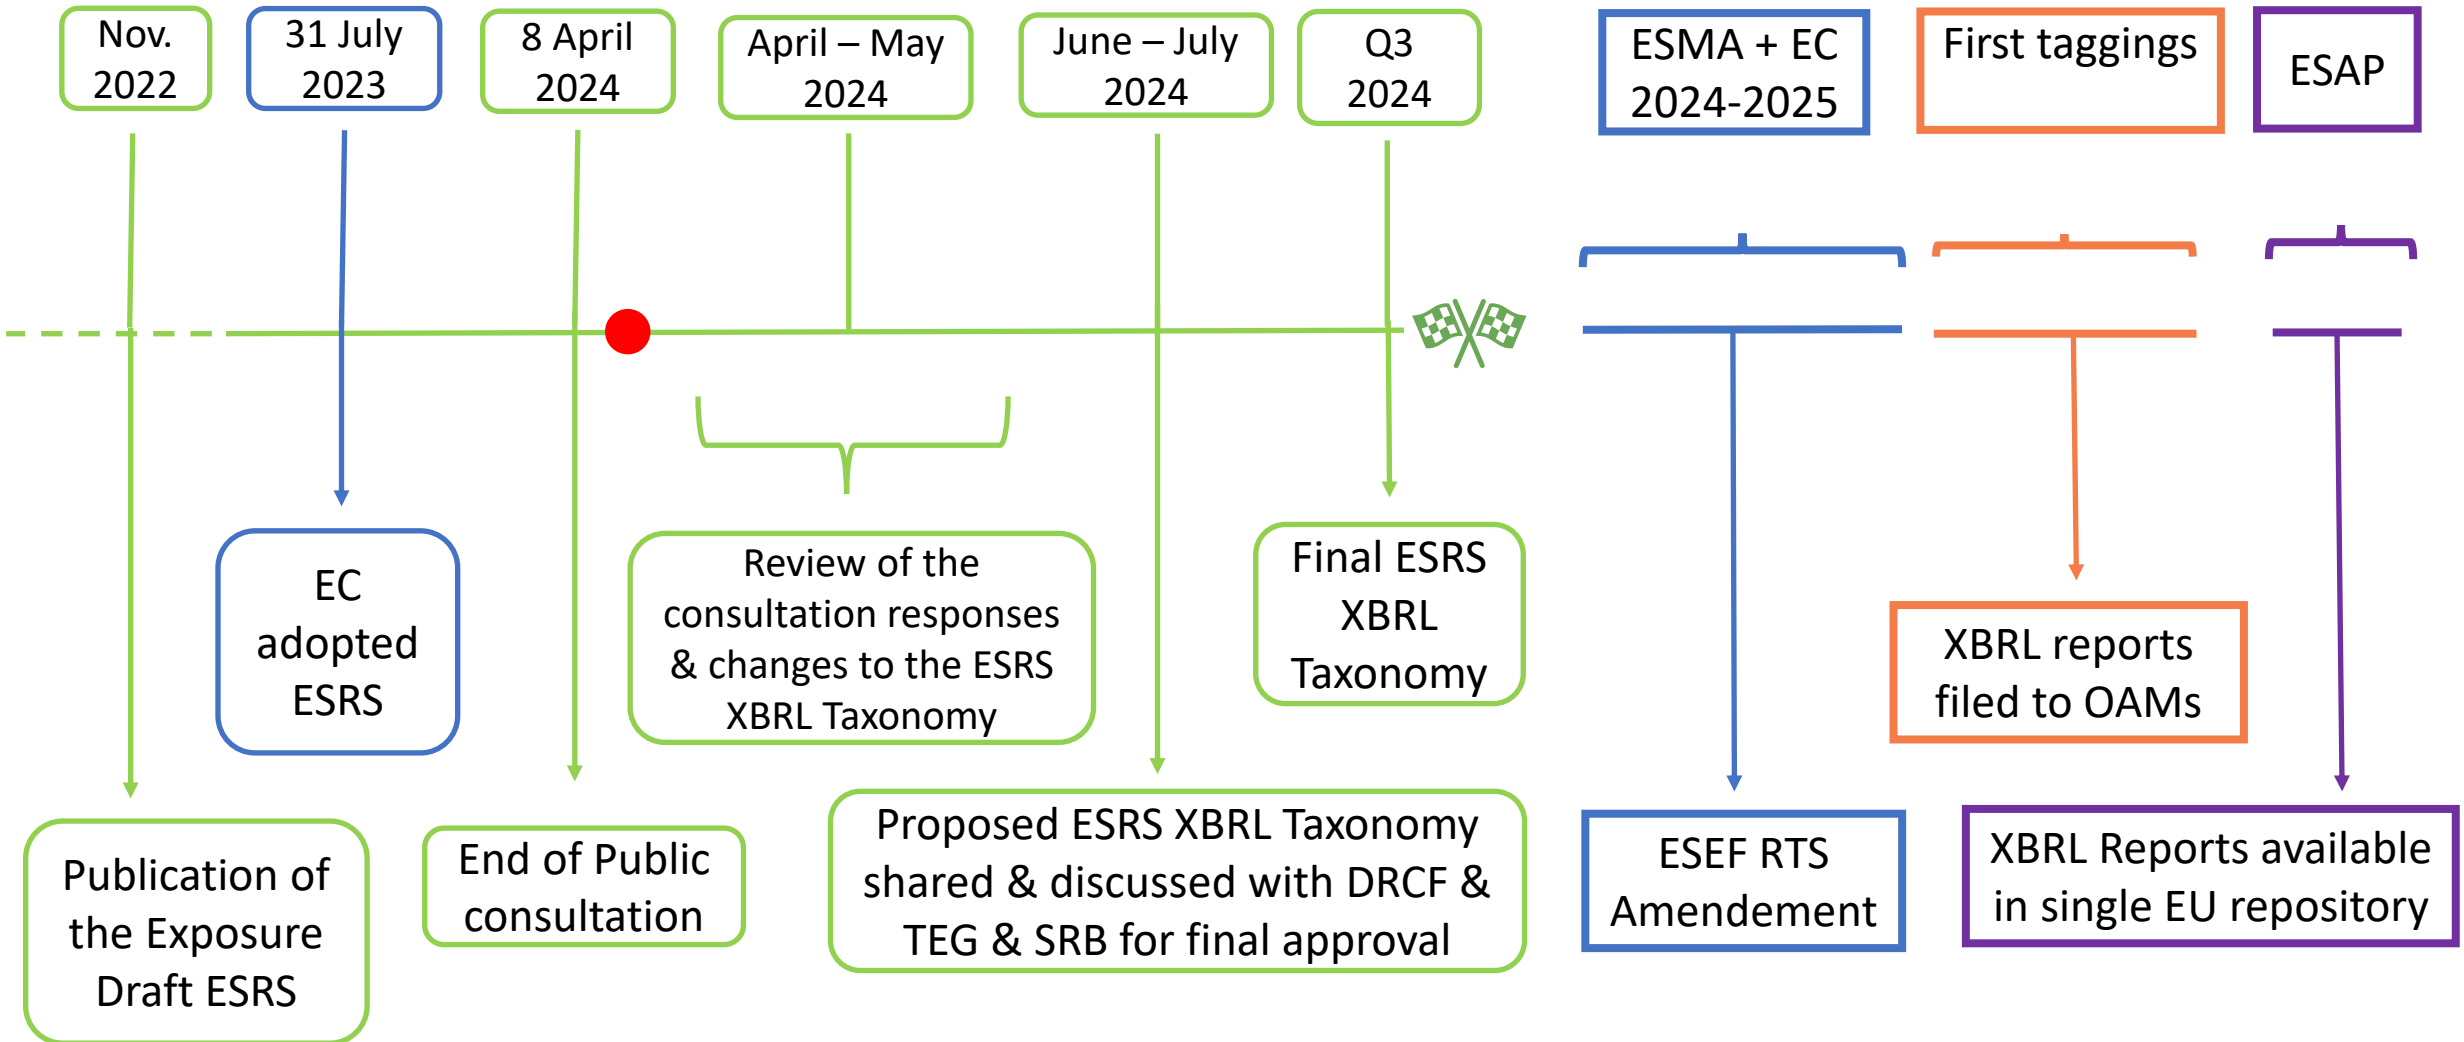 Nov.
2022
31 July
2023
8 April
2024
April – May
2024
June – July
2024
Q3
2024
ESMA + EC
2024-2025
First taggings
ESAP
EC
adopted
ESRS
Review of the
consultation responses
& changes to the ESRS
XBRL Taxonomy
Final ESRS
XBRL
Taxonomy
XBRL reports
filed to OAMs
Publication of
the Exposure
Draft ESRS
End of Public
consultation
Proposed ESRS XBRL Taxonomy
shared & discussed with DRCF &
TEG & SRB for final approval
ESEF RTS
Amendement
XBRL Reports available
in single EU repository